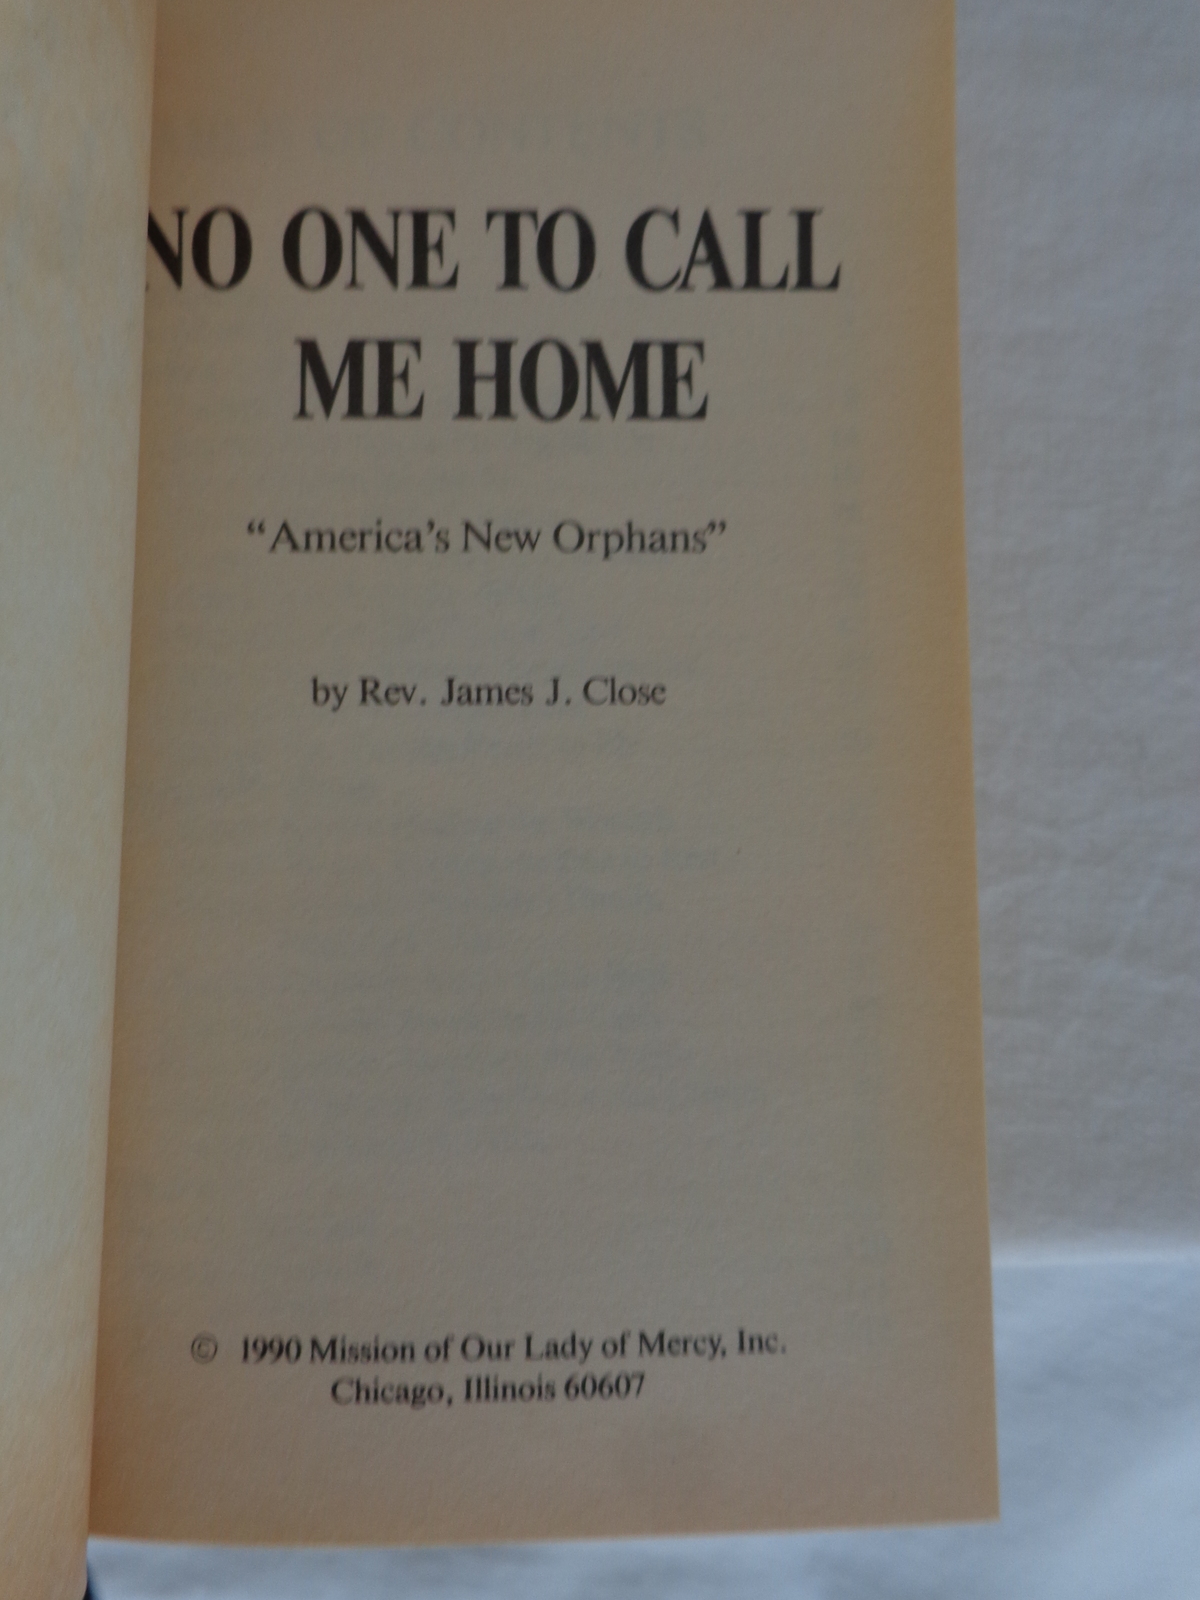 NO ONE TO CALL
ME HOME
“America’s New Orphans”
by Rev. James J. Close
© 1990 Mission of Our Lady of Mercy, Inc.
Chicago, Illinois 60607